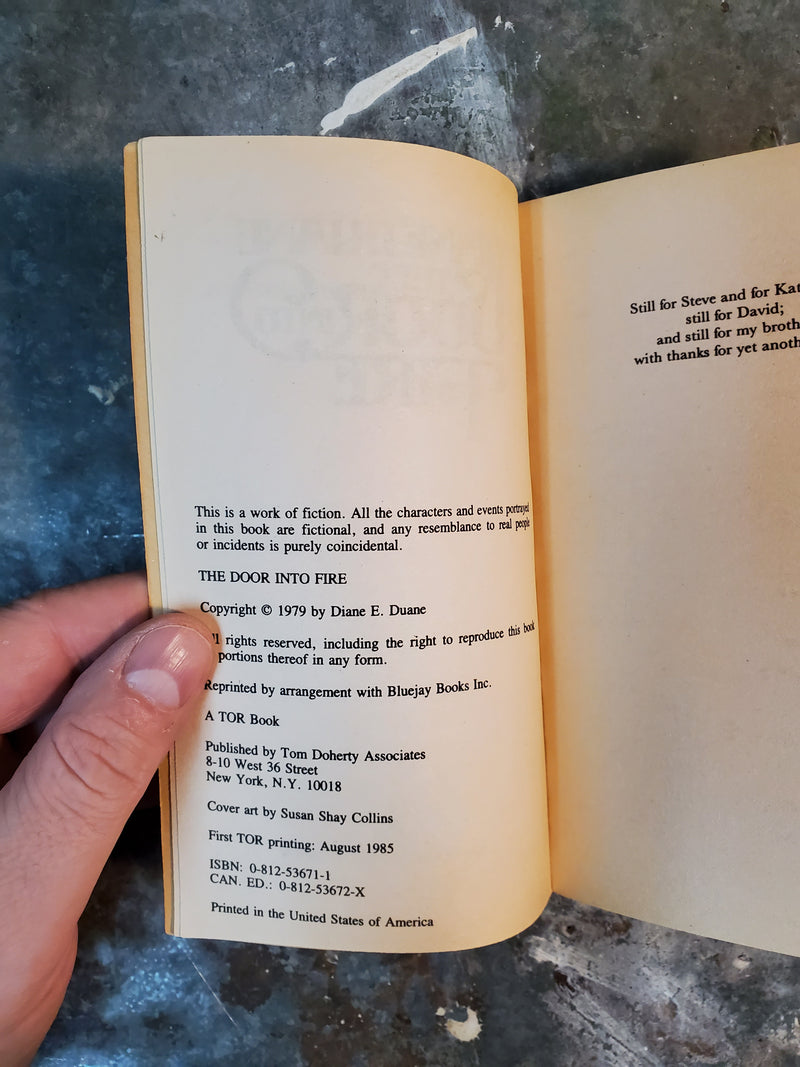 This is a work of fiction. All the characters and events portrayed
in this book are fictional, and any resemblance to real people
or incidents is purely coincidental.
THE DOOR INTO FIRE
Copyright © 1979 by Diane E. Duane
rights reserved, including the right to reproduce this book
portions thereof in any form.
Reprinted by arrangement with Bluejay Books Inc.
A TOR Book
Published by Tom Doherty Associates
8-10 West 36 Street
New York, N.Y. 10018
Cover art by Susan Shay Collins
First TOR printing: August 1985
ISBN: 0-812-53671-1
CAN. ED.: 0-812-53672-X
Printed in the United States of America
Still for Steve and for Kat
still for David;
and still for my broth
with thanks for yet anoth